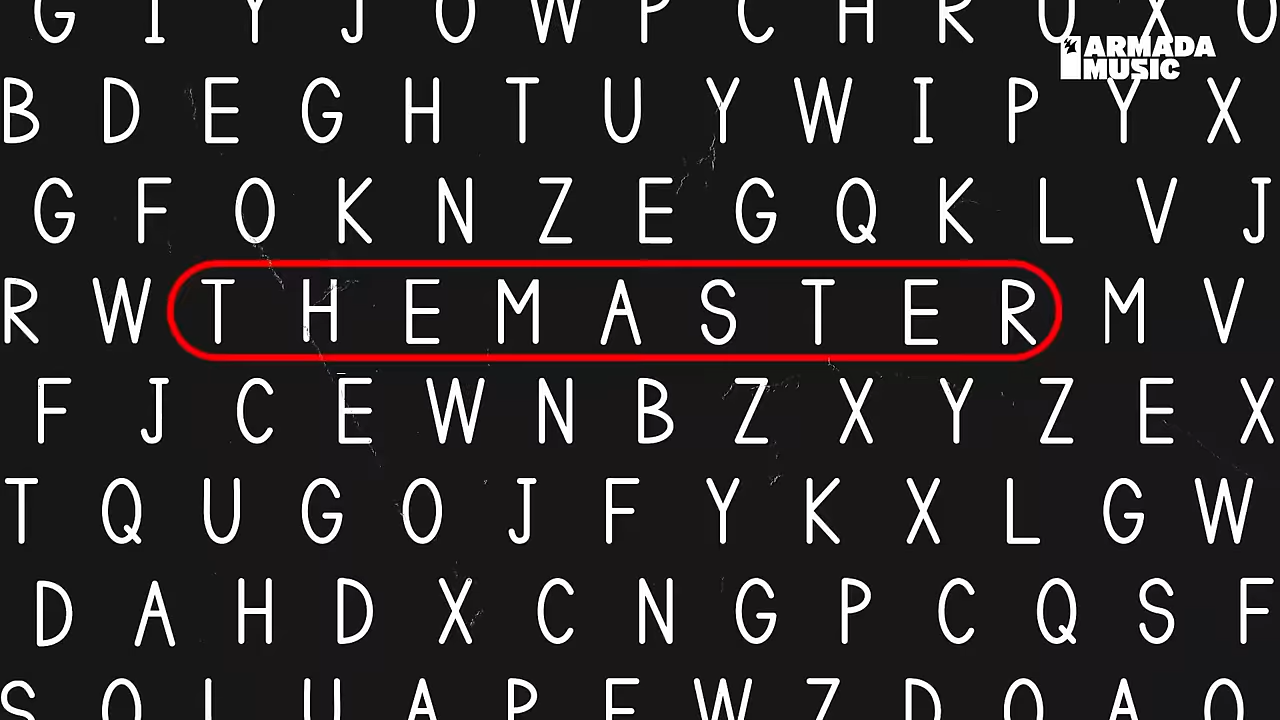 G I Y J O W P C H R U X O
ARMADA
MUSIC
B D E G H T U Y W I P Y X
G F O K N Z E G Q K L V J
R W T H E M A S T E R M V
F J C E W N B Z X Y Z E X
T Q U G O J F Y K X L G W
D A H D X C N G P C Q S F